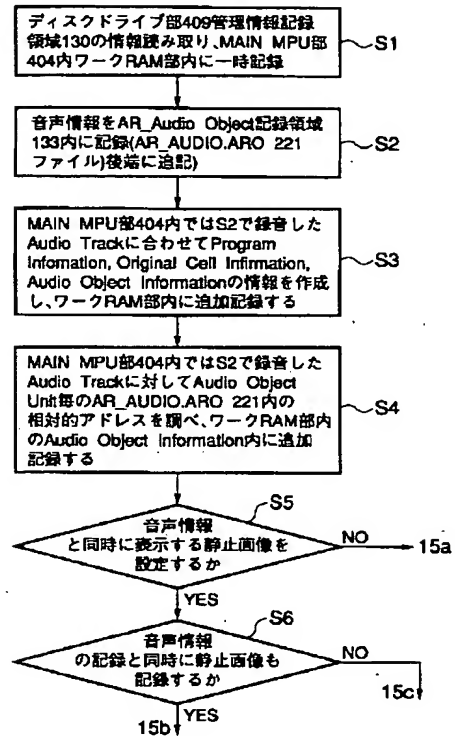 ディスクドライブ部409管理情報記録
領域130の情報読み取り、MAIN MPU部
404内ワークRAM部内に一時記録
S1
音声情報をAR_Audio Object記録領域
133内に記録(AR_AUDIO.ARO 221
ファイル)後端に追記)
S2
MAIN MPU部404内ではS2で録音した
Audio Trackに合わせてProgram
Infomation, Original Cell Infirmation,
Audio Object Informationの情報を作成
し、ワークRAM部内に追加記録する
S3
MAIN MPU部404内ではS2で録音した
Audio Trackに対してAudio Object
Unit毎のAR_AUDIO.ARO 221内の
相対的アドレスを調べ、ワークRAM部内
のAudio Object Information内に追加
記録する
S4
S5
音声情報
と同時に表示する静止画像を
設定するか
NO
15a
YES
S6
音声情報
の記録と同時に静止画像も
記録するか
NO
15c
YES
15b